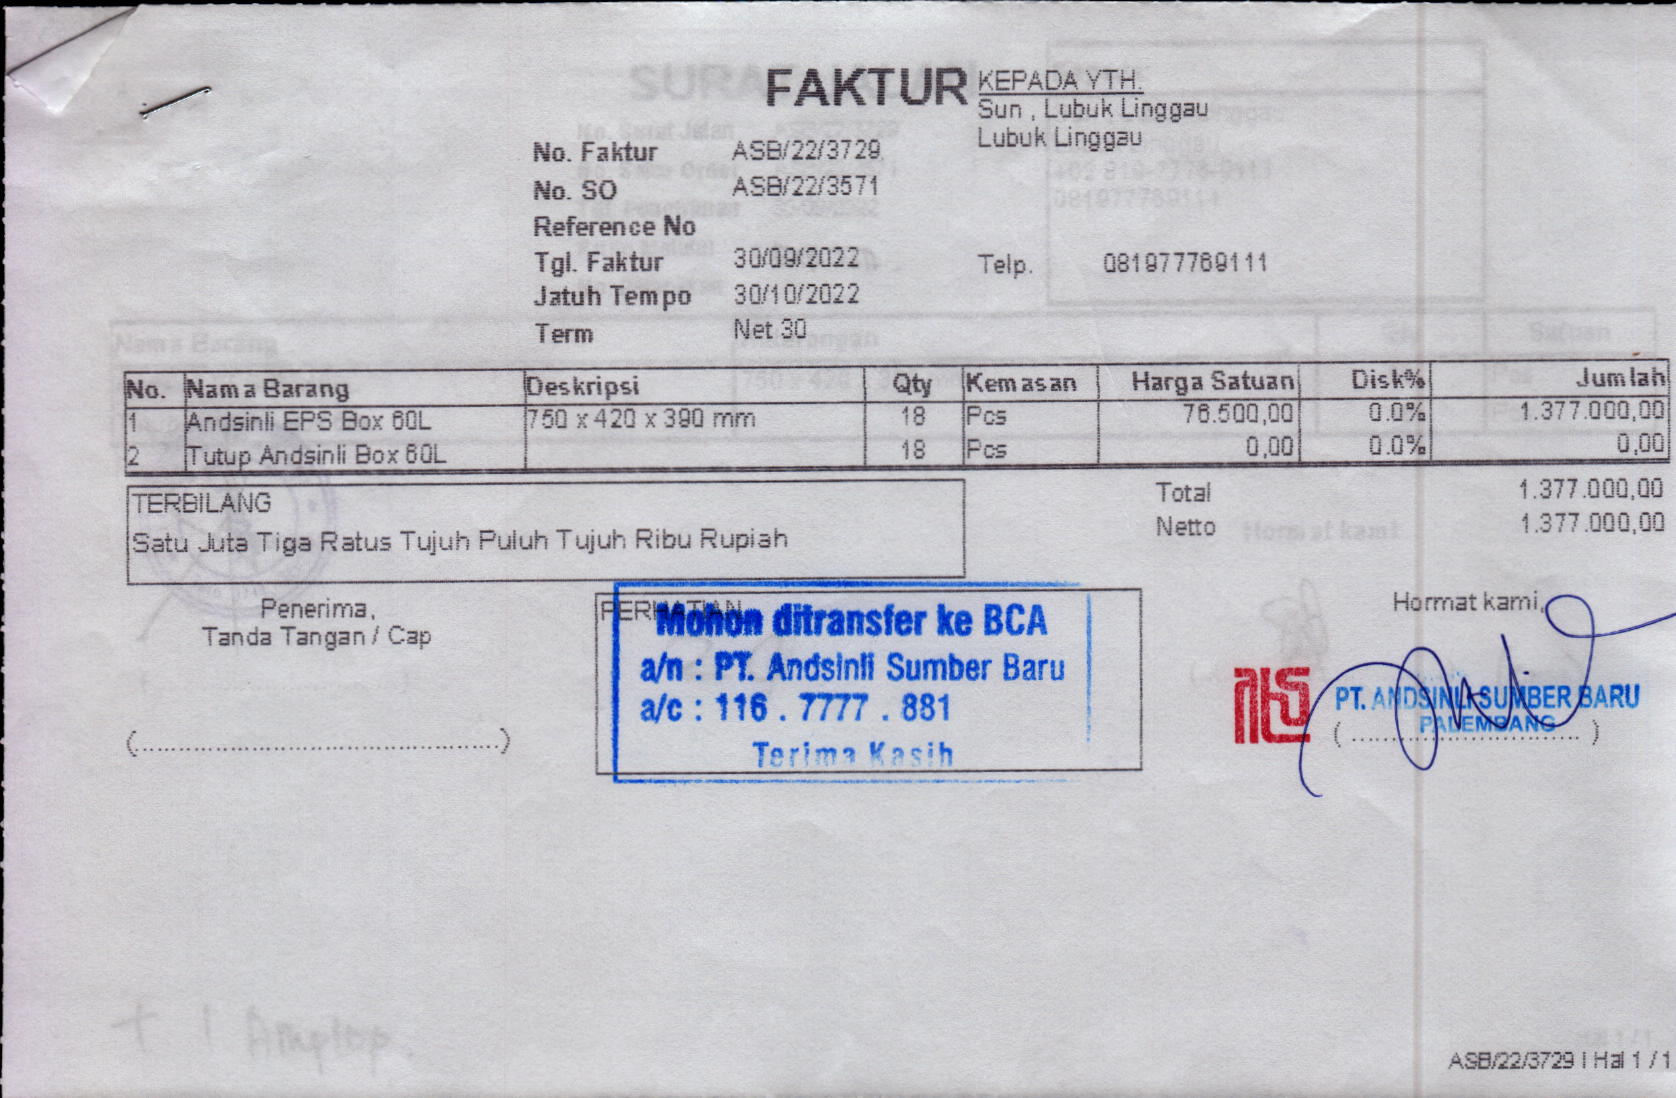 FAKTUR
KEPADA YTH.
Sun , Lubuk Linggau
Lubuk Linggau
No. Faktur ASB/22/3729
No. SO ASB/22/3571
Reference No
Tgl. Faktur 30/09/2022
Telp. 081977769111
Jatuh Tempo 30/10/2022
Term Net 30
No. Nama Barang Deskripsi Qty Kemasan Harga Satuan Disk% Jumlah
1 Andsinli EPS Box 60L 750 x 420 x 390 mm 18 Pcs 76.500,00 0.0% 1.377.000,00
2 Tutup Andsinli Box 60L 18 Pcs 0,00 0.0% 0,00
TERBILANG
Satu Juta Tiga Ratus Tujuh Puluh Tujuh Ribu Rupiah
Total 1.377.000,00
Netto 1.377.000,00
Penerima,
Tanda Tangan / Cap
(................................................)
PERHATIAN
Mohon ditransfer ke BCA
a/n : PT. Andsinli Sumber Baru
a/c : 116 . 7777 . 881
Terima Kasih
Hormat kami,
PT. ANDSINLI SUMBER BARU
PALEMBANG
( .............................. )
+ 1 Amplop.
ASB/22/3729 | Hal 1 / 1